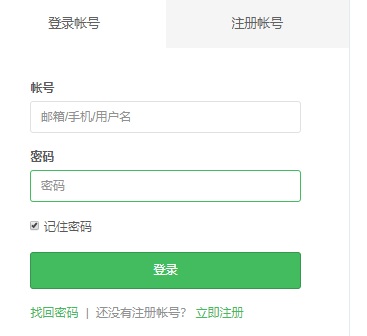 登录帐号 注册帐号
帐号
邮箱/手机/用户名
密码
密码
记住密码
登录
找回密码 | 还没有注册帐号? 立即注册